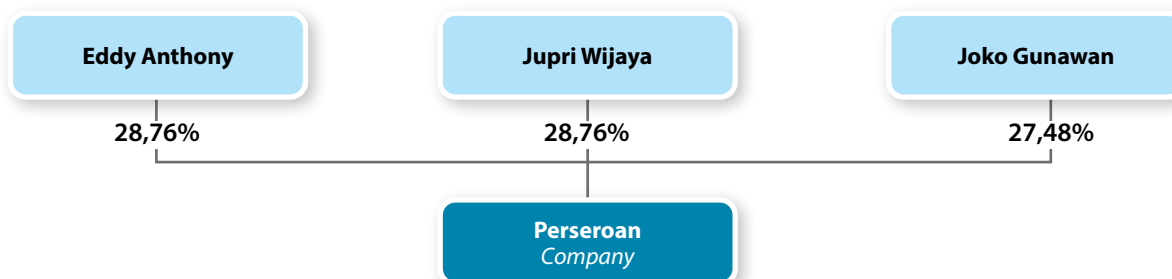 Eddy Anthony
Jupri Wijaya
Joko Gunawan
28,76%
28,76%
27,48%
Perseroan
Company